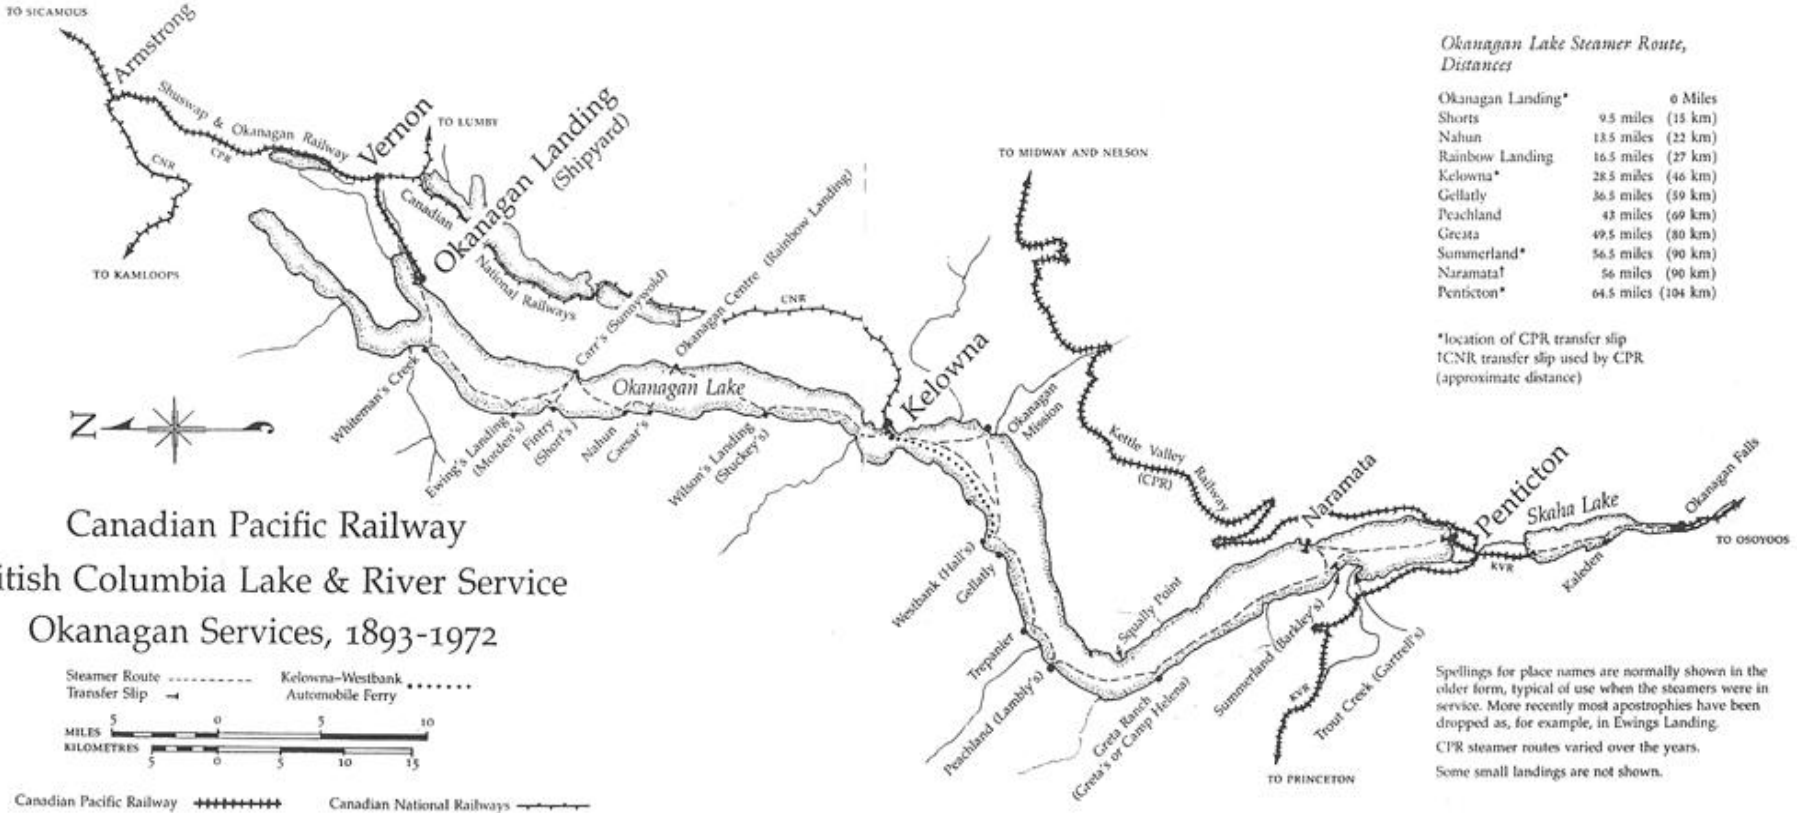 TO SICAMOUS
Armstrong
Shuswap & Okanagan Railway
CPR
CNR
TO KAMLOOPS
Vernon
TO LUMBY
Okanagan Landing
(Shipyard)
Canadian
National Railways
Carr's (Sunnywold)
Okanagan Centre (Rainbow Landing)
CNR
Okanagan Lake
Whiteman's Creek
Ewing's Landing
(Morden's)
Fintry
(Short's)
Nahun
Caesar's
Wilson's Landing
(Stuckey's)
Kelowna
Okanagan
Mission
TO MIDWAY AND NELSON
Kettle Valley
Railway
(CPR)
Westbank (Hall's)
Gellatly
Trepanier
Peachland (Lambly's)
Squally Point
Greta Ranch
(Greta's or Camp Helena)
Summerland (Barkley's)
Trout Creek (Gartrell's)
Naramata
Penticton
Skaha Lake
KVR
Kaleden
Okanagan Falls
TO OSOYOOS
KVR
TO PRINCETON
N
Canadian Pacific Railway
itish Columbia Lake & River Service
Okanagan Services, 1893-1972
Steamer Route
Transfer Slip
Kelowna-Westbank
Automobile Ferry
5 0 5 10
MILES
KILOMETRES
5 0 5 10 15
Canadian Pacific Railway
Canadian National Railways
Okanagan Lake Steamer Route,
Distances
Okanagan Landing* 0 Miles
Shorts 9.5 miles (15 km)
Nahun 13.5 miles (22 km)
Rainbow Landing 16.5 miles (27 km)
Kelowna* 28.5 miles (46 km)
Gellatly 36.5 miles (59 km)
Peachland 43 miles (69 km)
Greata 49.5 miles (80 km)
Summerland* 56.5 miles (90 km)
Naramata† 56 miles (90 km)
Penticton* 64.5 miles (104 km)
*location of CPR transfer slip
†CNR transfer slip used by CPR
(approximate distance)
Spellings for place names are normally shown in the
older form, typical of use when the steamers were in
service. More recently most apostrophies have been
dropped as, for example, in Ewings Landing.
CPR steamer routes varied over the years.
Some small landings are not shown.